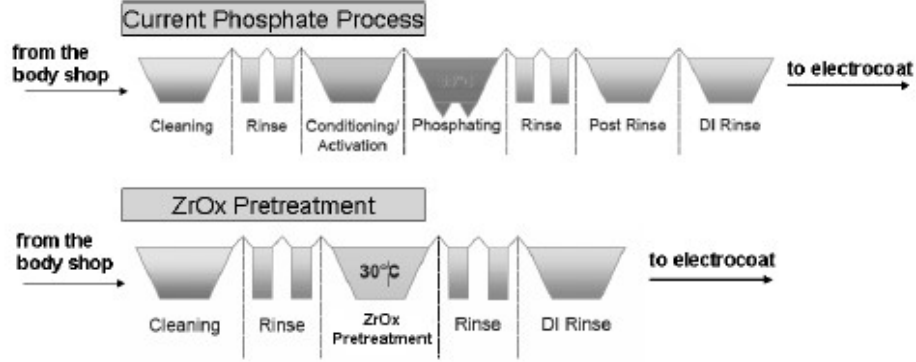 Current Phosphate Process
from the
body shop
to electrocoat
Cleaning
Rinse
Conditioning/
Activation
Phosphating
Rinse
Post Rinse
DI Rinse
ZrOx Pretreatment
from the
body shop
to electrocoat
30°C
Cleaning
Rinse
ZrOx
Pretreatment
Rinse
DI Rinse